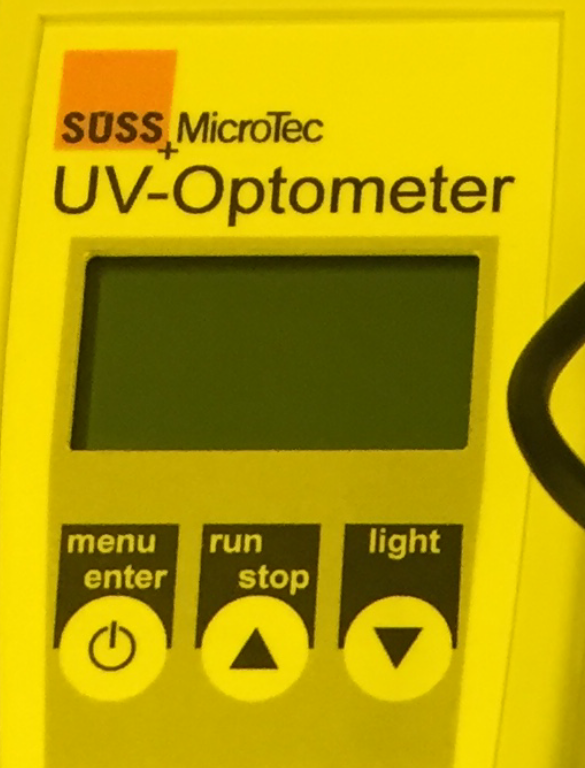 SÜSS MicroTec
UV-Optometer
menu
enter
run
stop
light